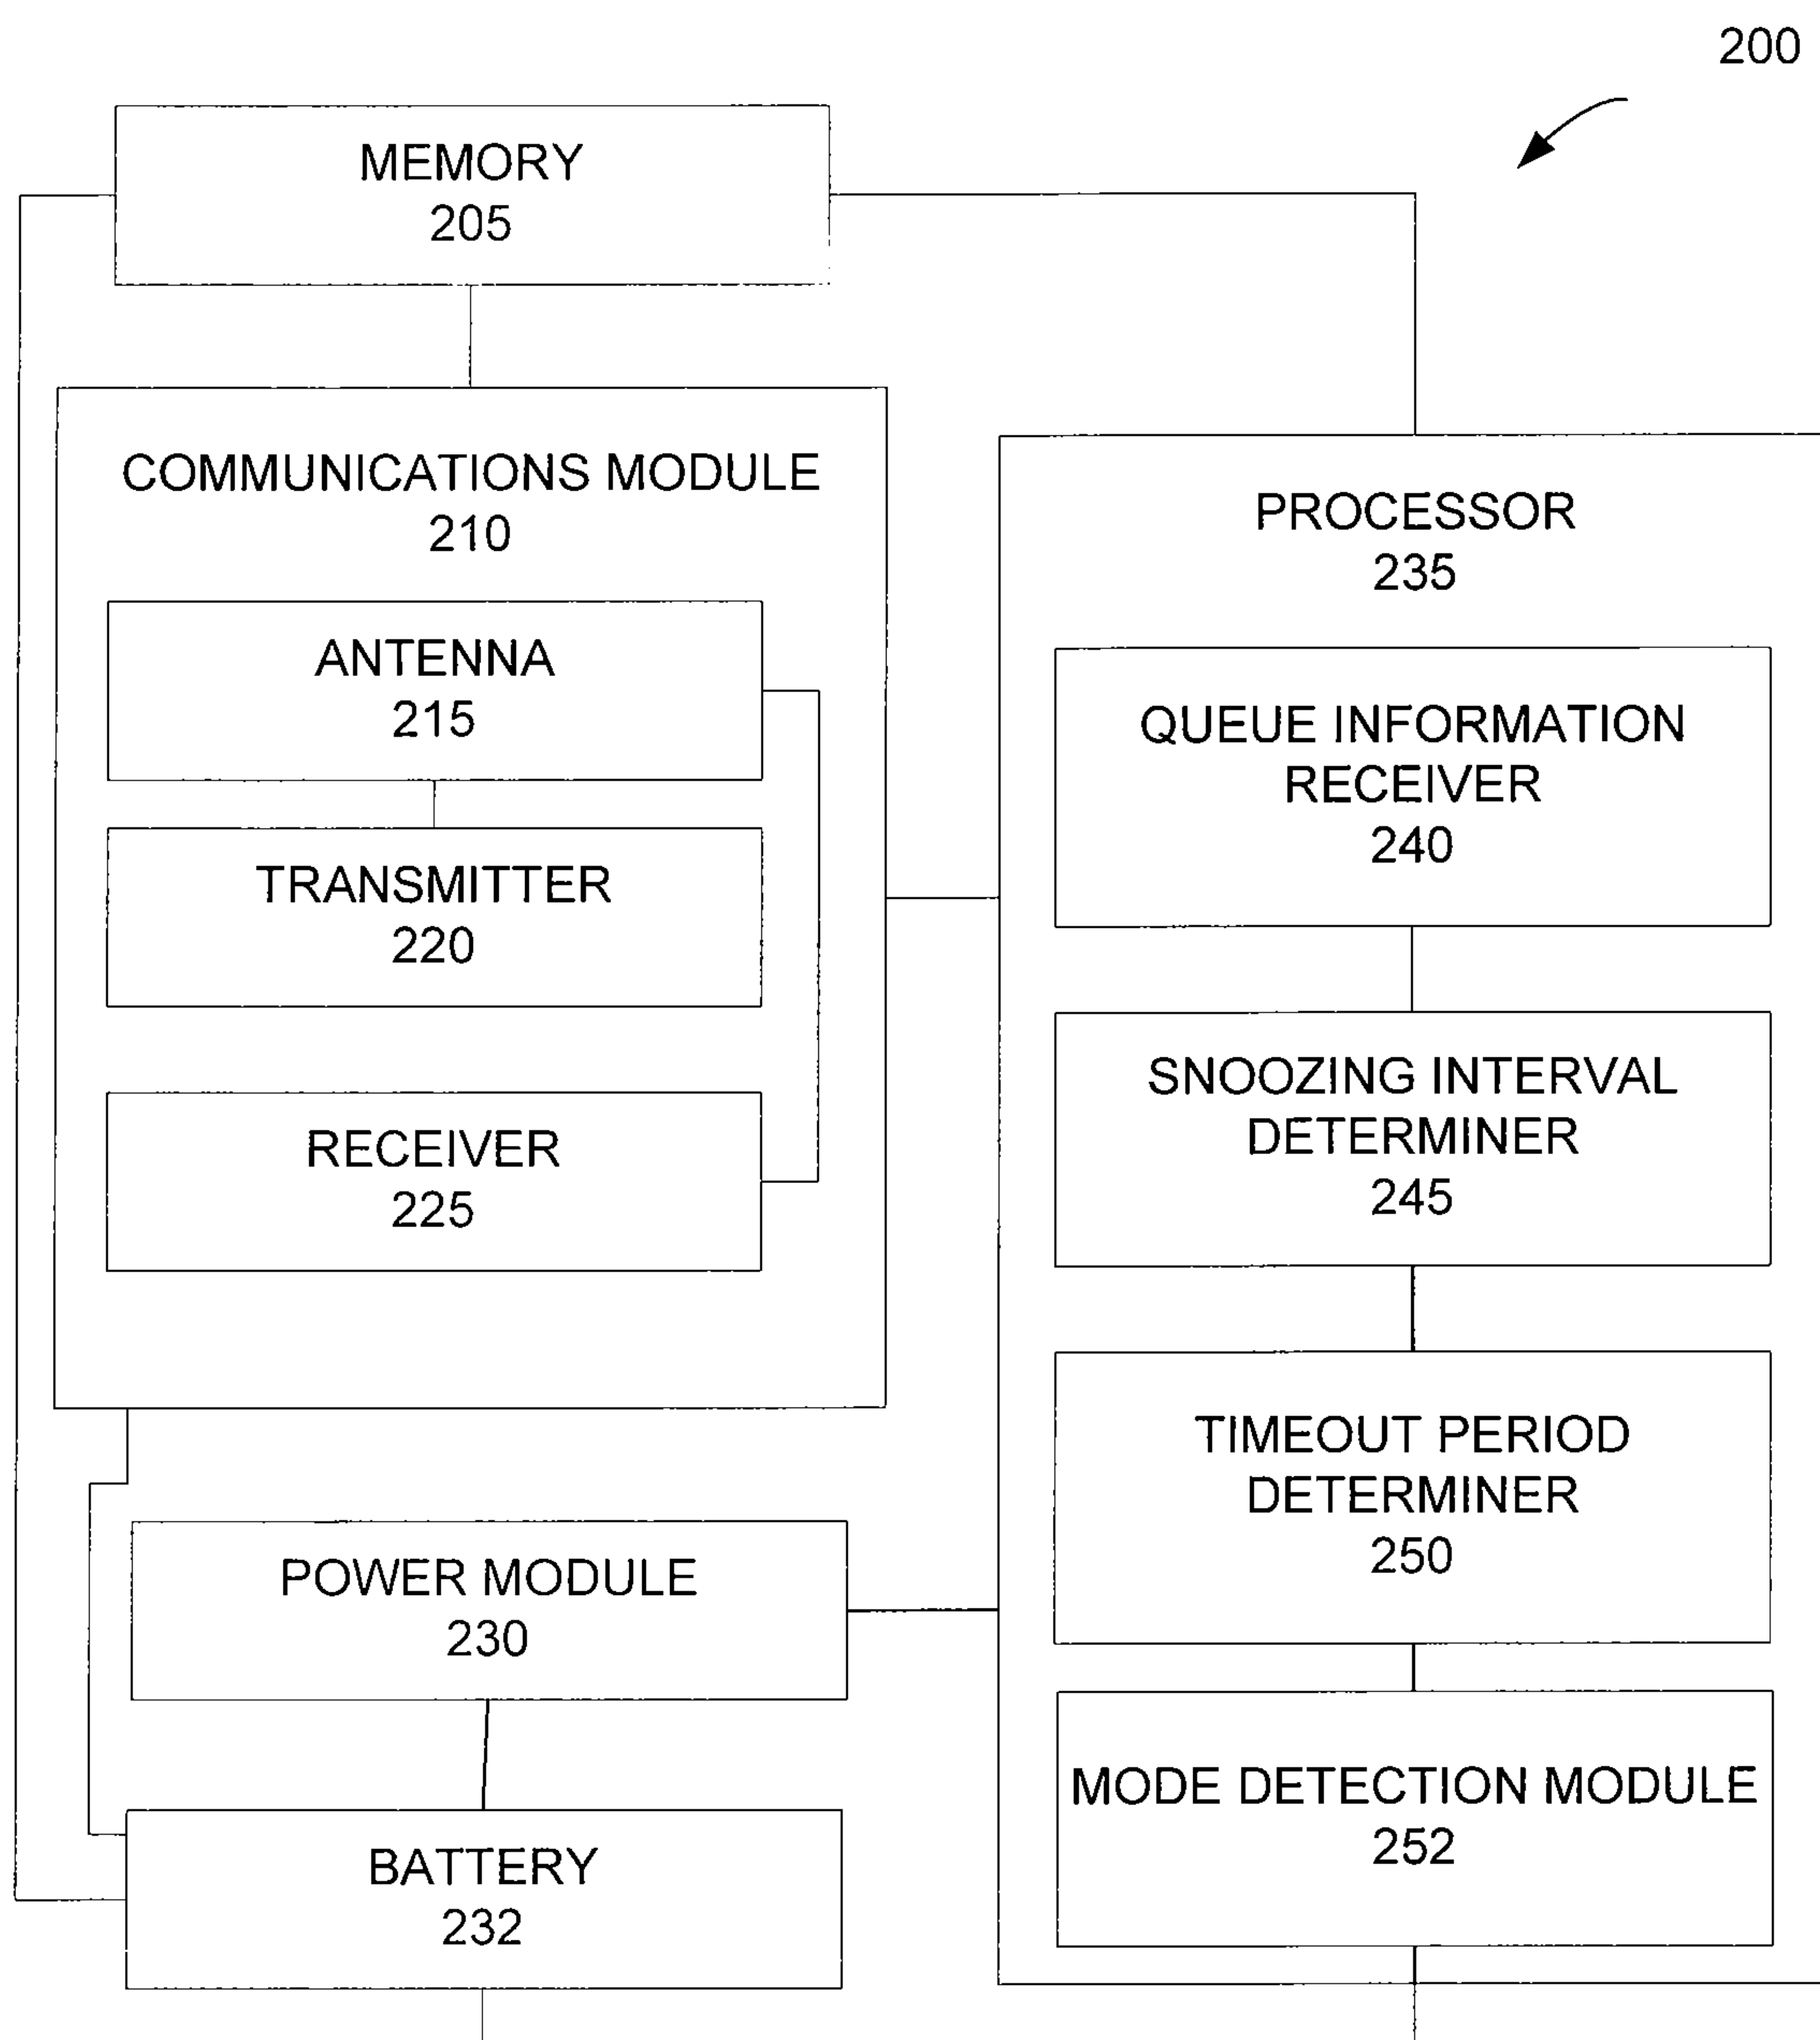 200
MEMORY
205
COMMUNICATIONS MODULE
210
ANTENNA
215
TRANSMITTER
220
RECEIVER
225
POWER MODULE
230
BATTERY
232
PROCESSOR
235
QUEUE INFORMATION
RECEIVER
240
SNOOZING INTERVAL
DETERMINER
245
TIMEOUT PERIOD
DETERMINER
250
MODE DETECTION MODULE
252